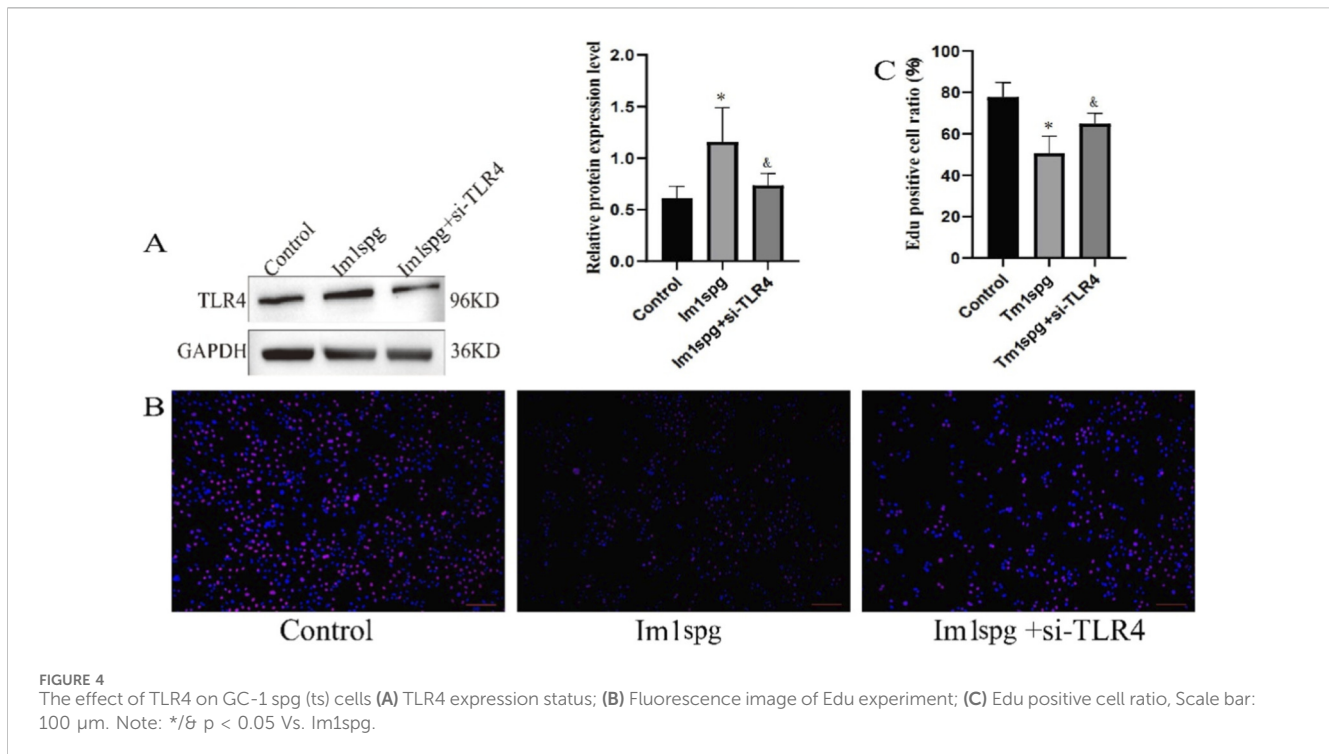 A
Control
Im1spg
Im1spg+si-TLR4
TLR4
96KD
GAPDH
36KD
Relative protein expression level
2.0
1.5
1.0
0.5
0.0
*
&
Control
Im1spg
Im1spg+si-TLR4
C
Edu positive cell ratio (%)
100
80
60
40
20
0
*
&
Control
Tm1spg
Tm1spg+si-TLR4
B
Control
Im1spg
Im1spg +si-TLR4
FIGURE 4
The effect of TLR4 on GC-1 spg (ts) cells (A) TLR4 expression status; (B) Fluorescence image of Edu experiment; (C) Edu positive cell ratio, Scale bar:
100 μm. Note: */& p < 0.05 Vs. Im1spg.